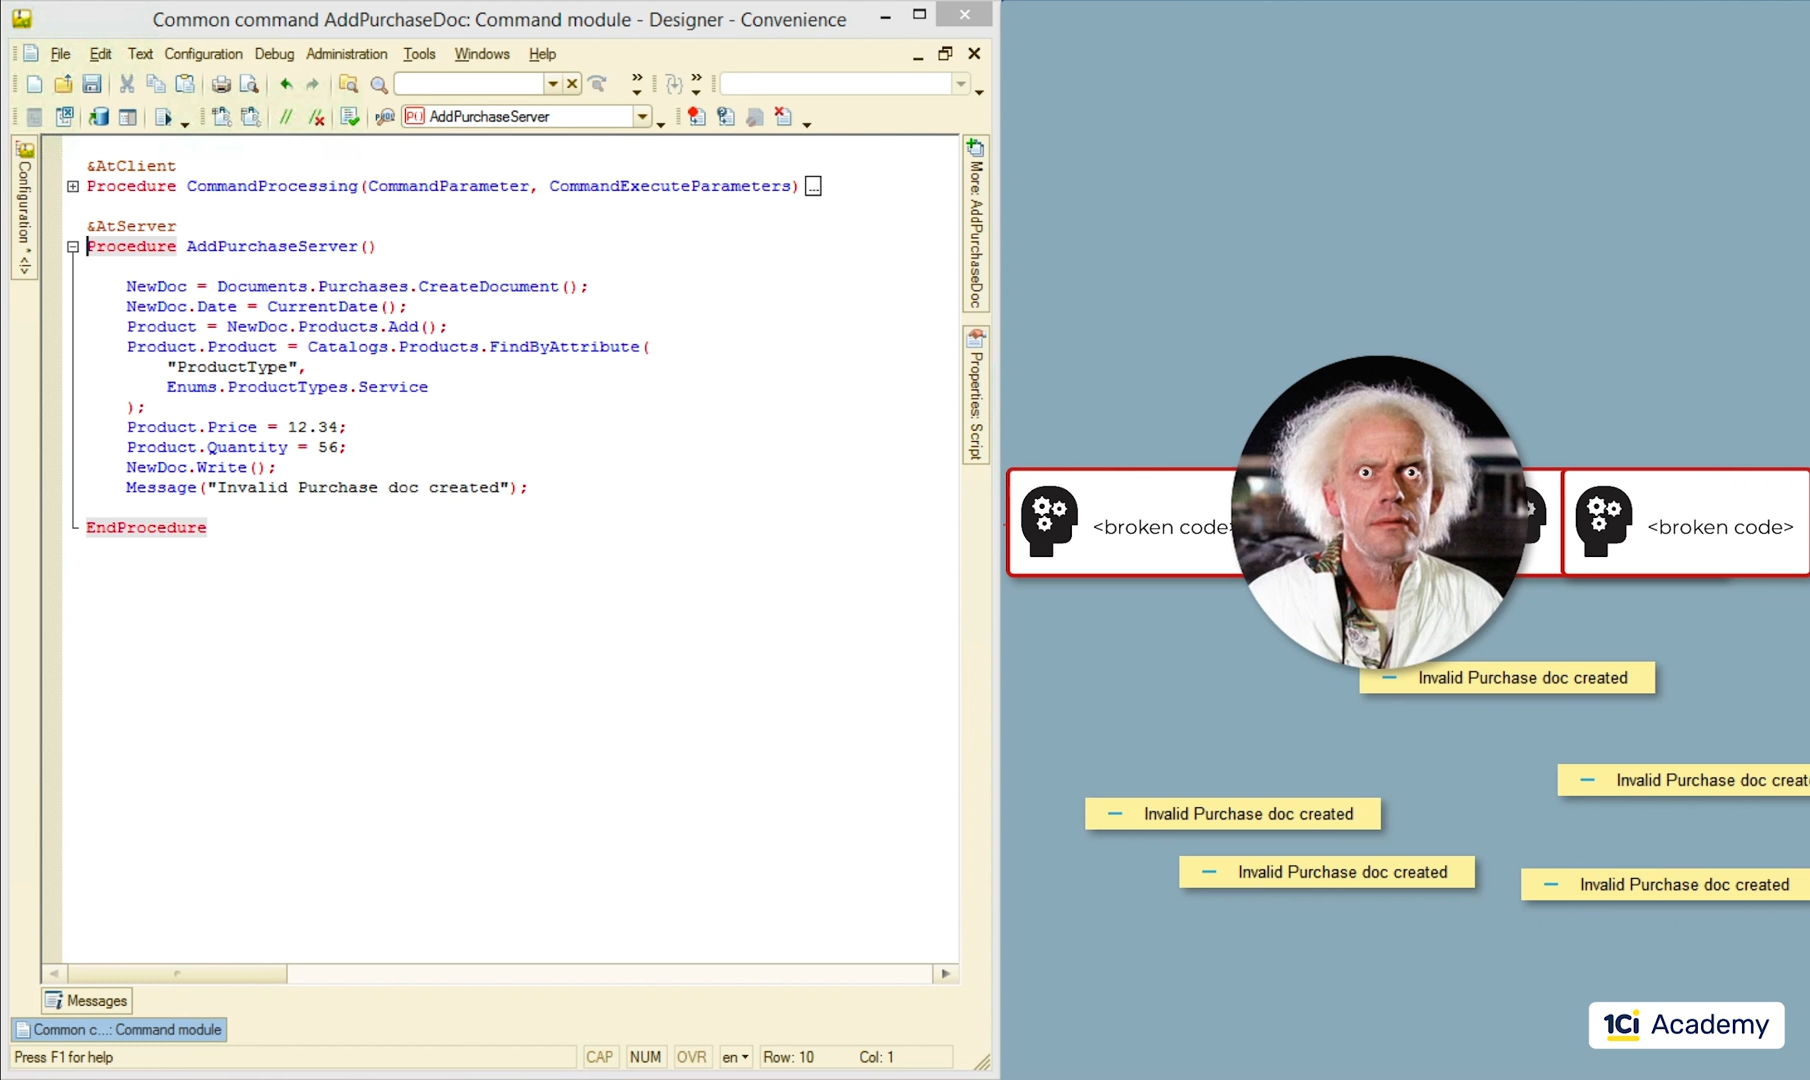 Common command AddPurchaseDoc: Command module - Designer - Convenience
File Edit Text Configuration Debug Administration Tools Windows Help
AddPurchaseServer
Configuration *
&AtClient
Procedure CommandProcessing(CommandParameter, CommandExecuteParameters) ...
&AtServer
Procedure AddPurchaseServer()
NewDoc = Documents.Purchases.CreateDocument();
NewDoc.Date = CurrentDate();
Product = NewDoc.Products.Add();
Product.Product = Catalogs.Products.FindByAttribute(
"ProductType",
Enums.ProductTypes.Service
);
Product.Price = 12.34;
Product.Quantity = 56;
NewDoc.Write();
Message("Invalid Purchase doc created");
EndProcedure
More: AddPurchaseDoc
Properties: Script
Messages
Common c...: Command module
Press F1 for help CAP NUM OVR en Row: 10 Col: 1
<broken code>
<broken code>
Invalid Purchase doc created
Invalid Purchase doc creat
Invalid Purchase doc created
Invalid Purchase doc created
Invalid Purchase doc created
1Ci Academy